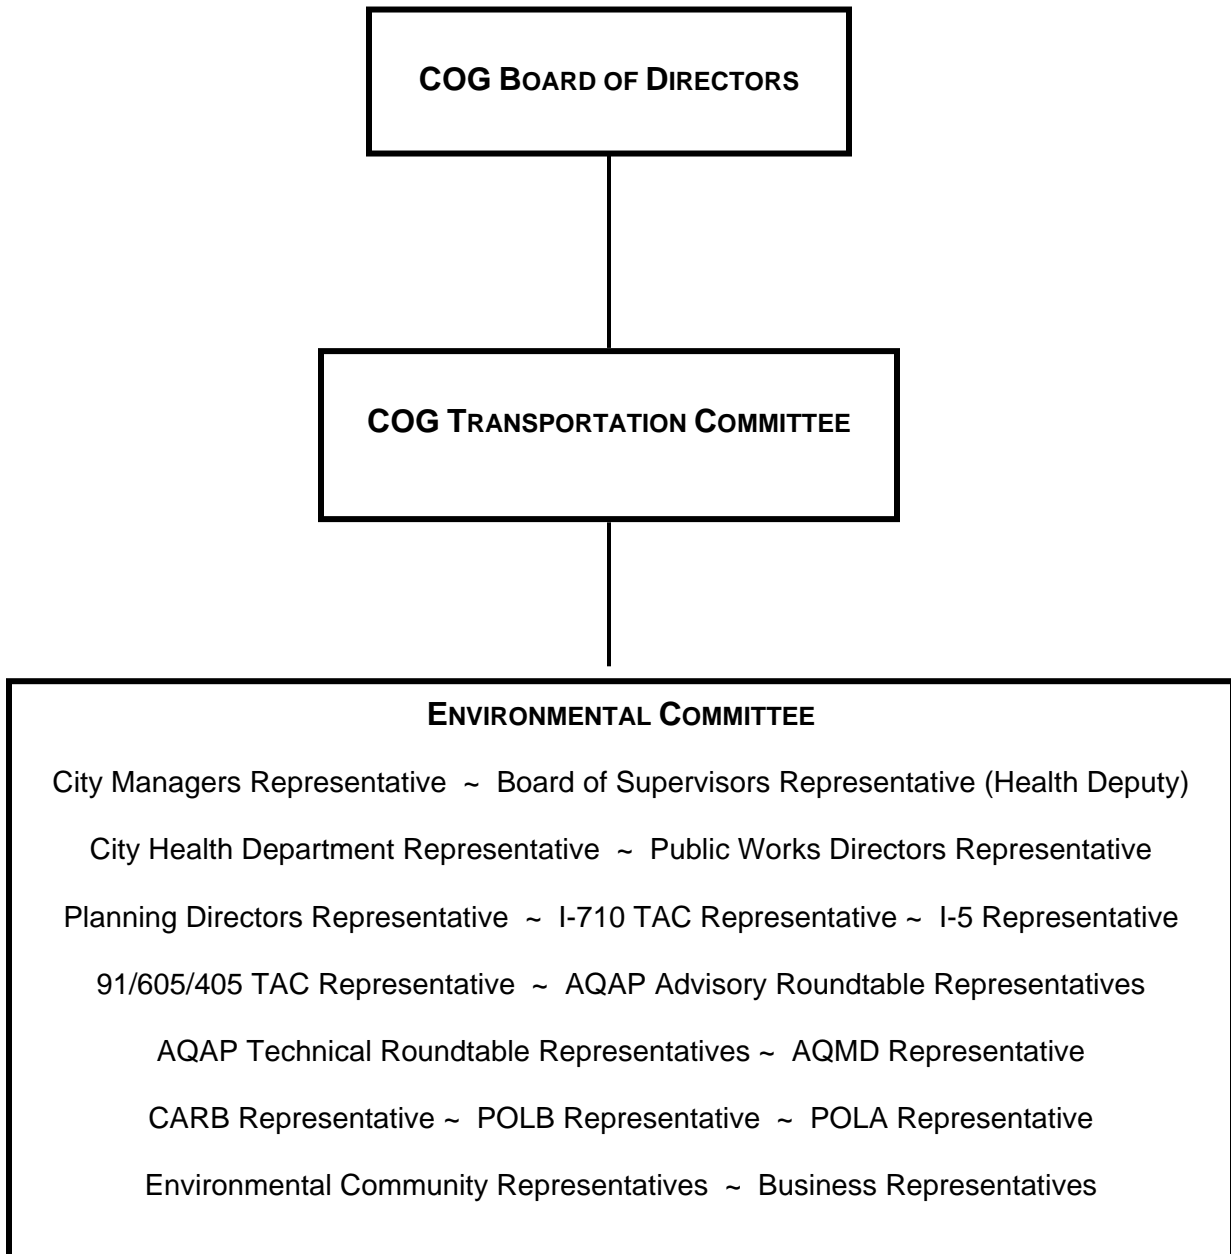 COG BOARD OF DIRECTORS
COG TRANSPORTATION COMMITTEE
ENVIRONMENTAL COMMITTEE
City Managers Representative ~ Board of Supervisors Representative (Health Deputy)
City Health Department Representative ~ Public Works Directors Representative
Planning Directors Representative ~ I-710 TAC Representative ~ I-5 Representative
91/605/405 TAC Representative ~ AQAP Advisory Roundtable Representatives
AQAP Technical Roundtable Representatives ~ AQMD Representative
CARB Representative ~ POLB Representative ~ POLA Representative
Environmental Community Representatives ~ Business Representatives